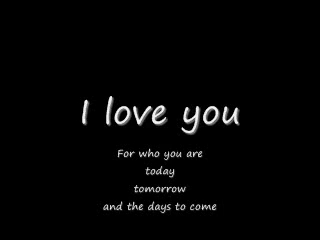 I love you
For who you are
today
tomorrow
and the days to come